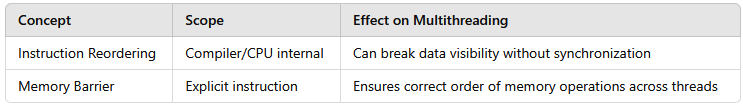 Concept Scope Effect on Multithreading
Instruction Reordering Compiler/CPU internal Can break data visibility without synchronization
Memory Barrier Explicit instruction Ensures correct order of memory operations across threads